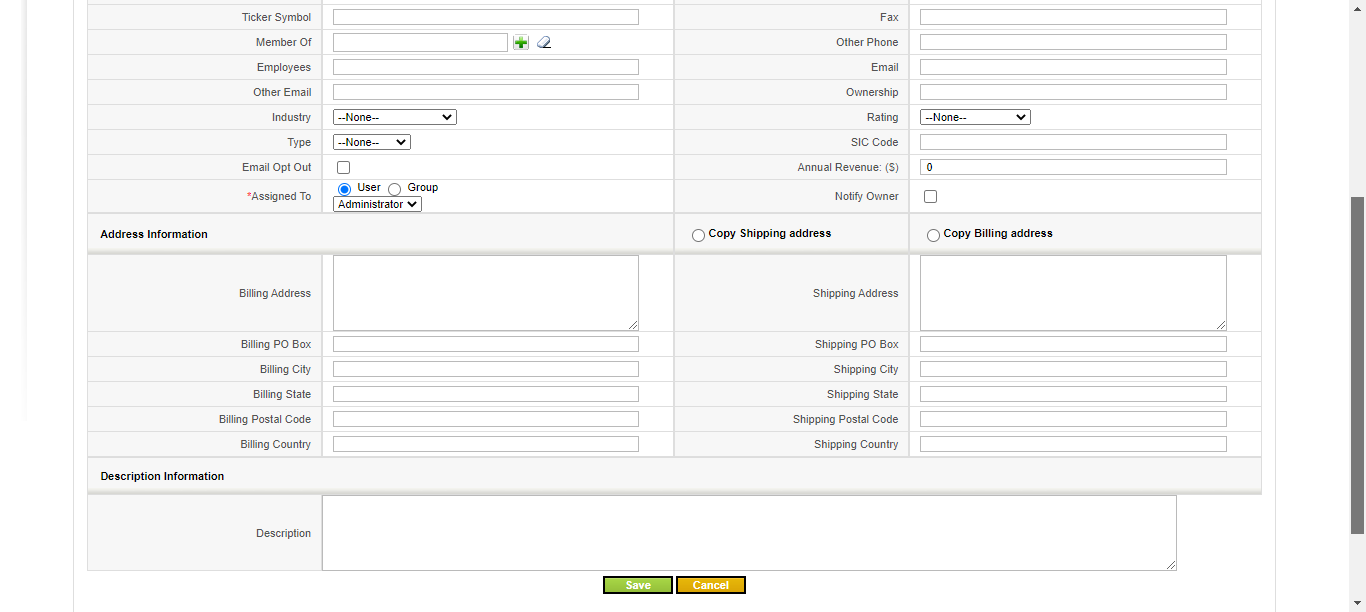 Ticker Symbol Fax
Member Of Other Phone
Employees Email
Other Email Ownership
Industry --None-- Rating --None--
Type --None-- SIC Code
Email Opt Out Annual Revenue: ($) 0
*Assigned To User Group Notify Owner
Administrator
Address Information Copy Shipping address Copy Billing address
Billing Address Shipping Address
Billing PO Box Shipping PO Box
Billing City Shipping City
Billing State Shipping State
Billing Postal Code Shipping Postal Code
Billing Country Shipping Country
Description Information
Description
Save Cancel